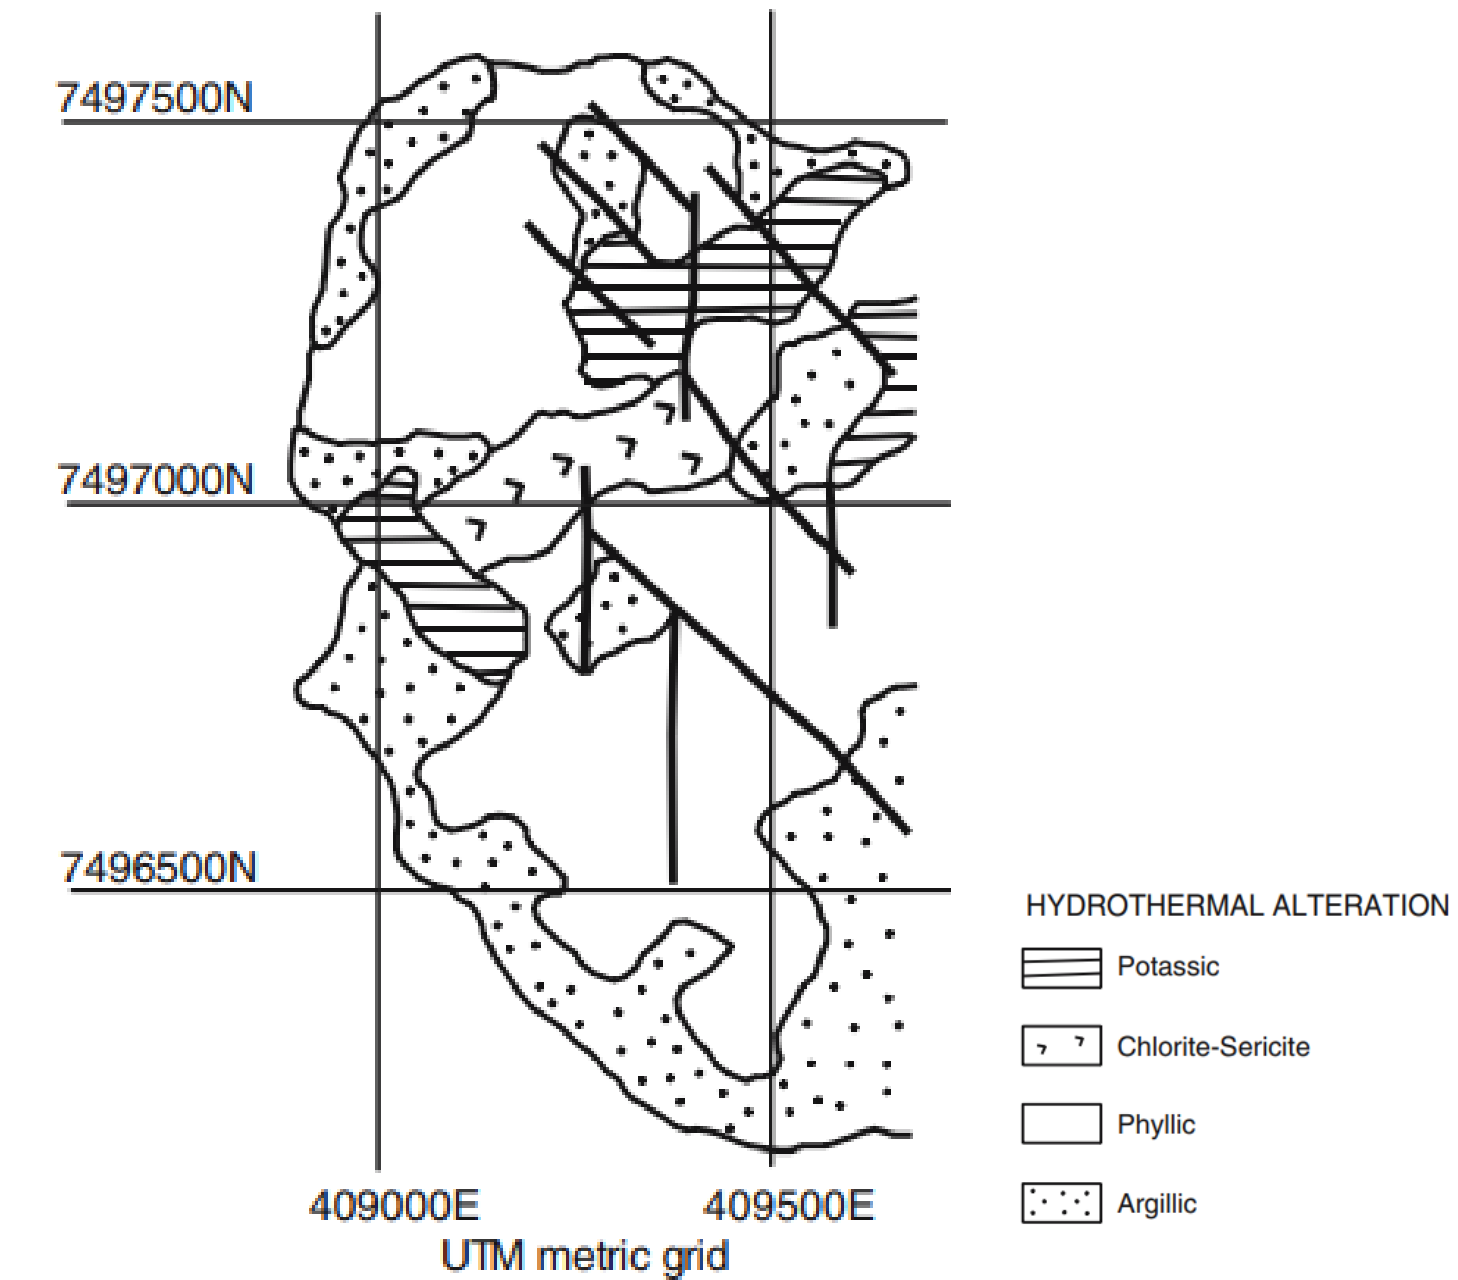 7497500N
7497000N
7496500N
HYDROTHERMAL ALTERATION
Potassic
Chlorite-Sericite
Phyllic
Argillic
409000E 409500E
UTM metric grid